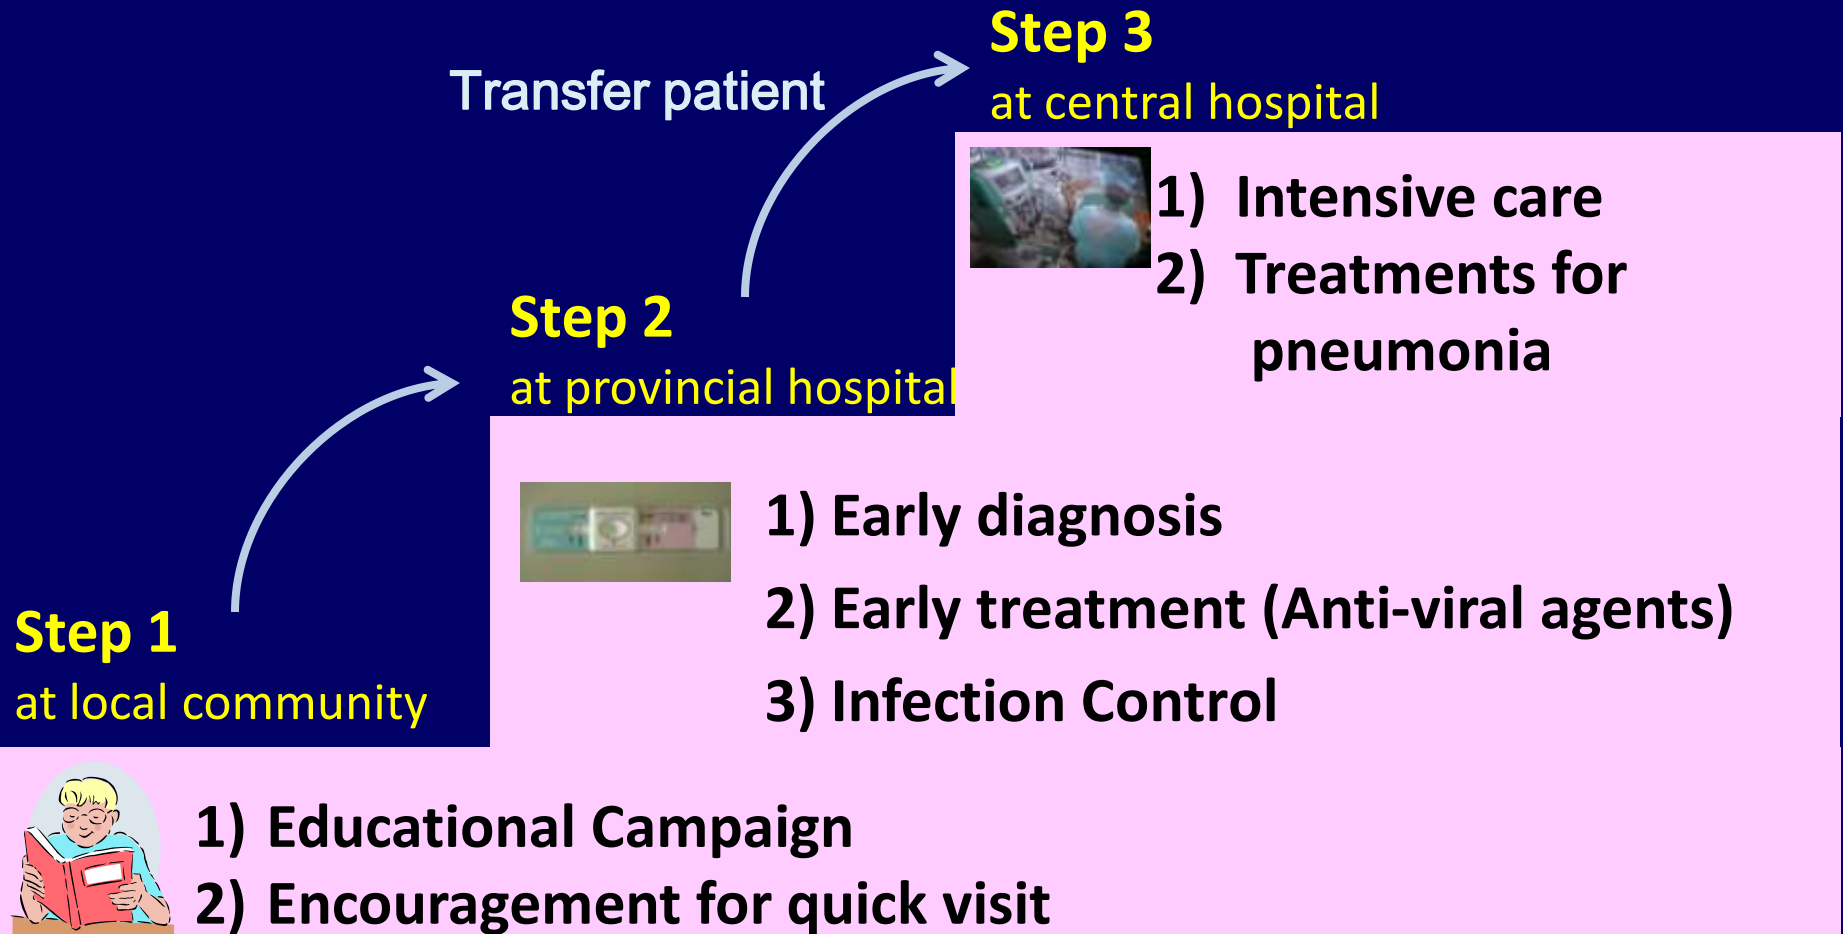 Step 3
at central hospital
Transfer patient
1) Intensive care
2) Treatments for
pneumonia
Step 2
at provincial hospital
1) Early diagnosis
2) Early treatment (Anti-viral agents)
3) Infection Control
Step 1
at local community
1) Educational Campaign
2) Encouragement for quick visit